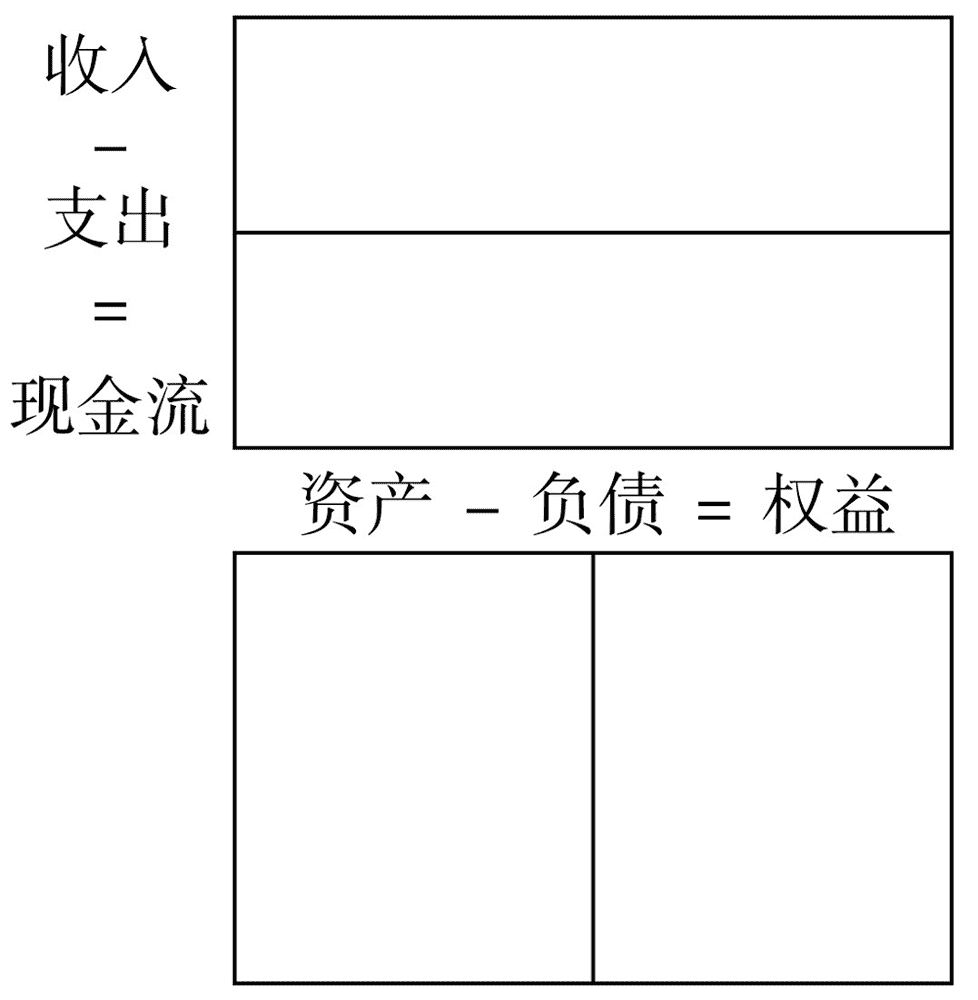 收入
-
支出
=
现金流
资产 - 负债 = 权益